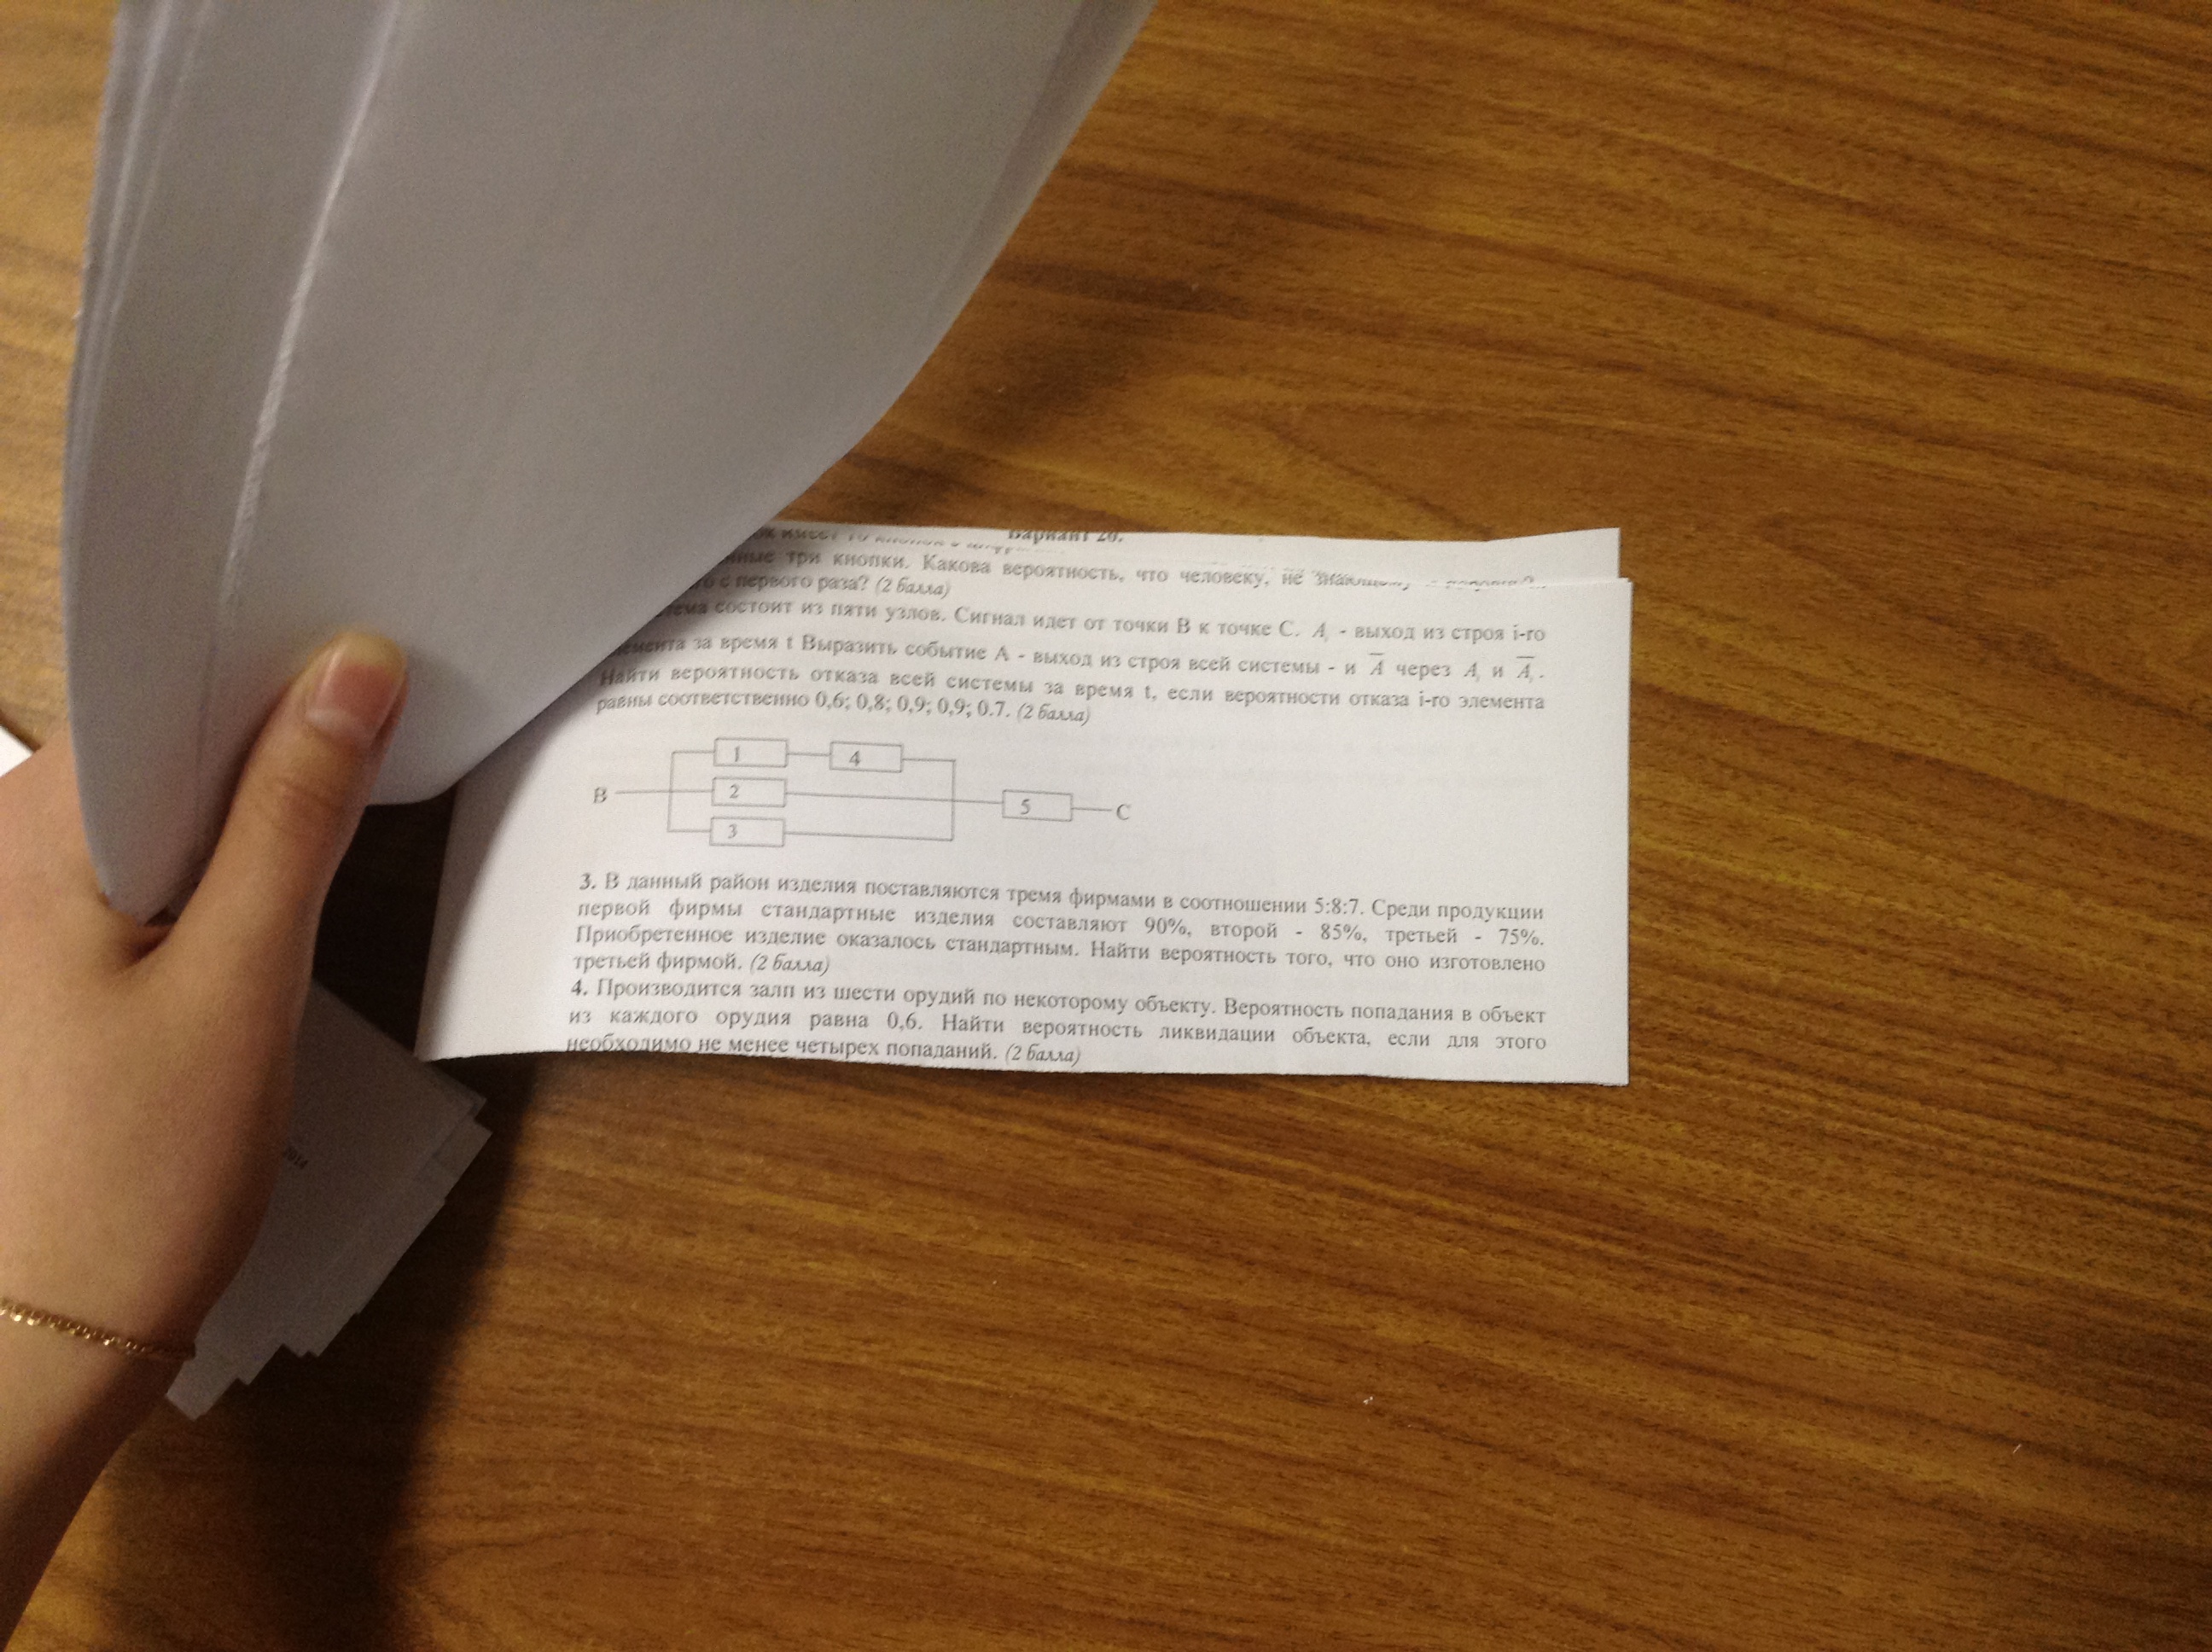 Вариант 20.
три кнопки. Какова вероятность, что человеку, не
с первого раза? (2 балла)
состоит из пяти узлов. Сигнал идет от точки В к точке С. Aᵢ - выход из строя i-го
за время t Выразить событие А - выход из строя всей системы - и A̅ через Aᵢ и A̅ᵢ.
Найти вероятность отказа всей системы за время t, если вероятности отказа i-го элемента
равны соответственно 0,6; 0,8; 0,9; 0,9; 0.7. (2 балла)
1 4
В 2 5 С
3
3. В данный район изделия поставляются тремя фирмами в соотношении 5:8:7. Среди продукции
первой фирмы стандартные изделия составляют 90%, второй - 85%, третьей - 75%.
Приобретенное изделие оказалось стандартным. Найти вероятность того, что оно изготовлено
третьей фирмой. (2 балла)
4. Производится залп из шести орудий по некоторому объекту. Вероятность попадания в объект
из каждого орудия равна 0,6. Найти вероятность ликвидации объекта, если для этого
необходимо не менее четырех попаданий. (2 балла)
2014